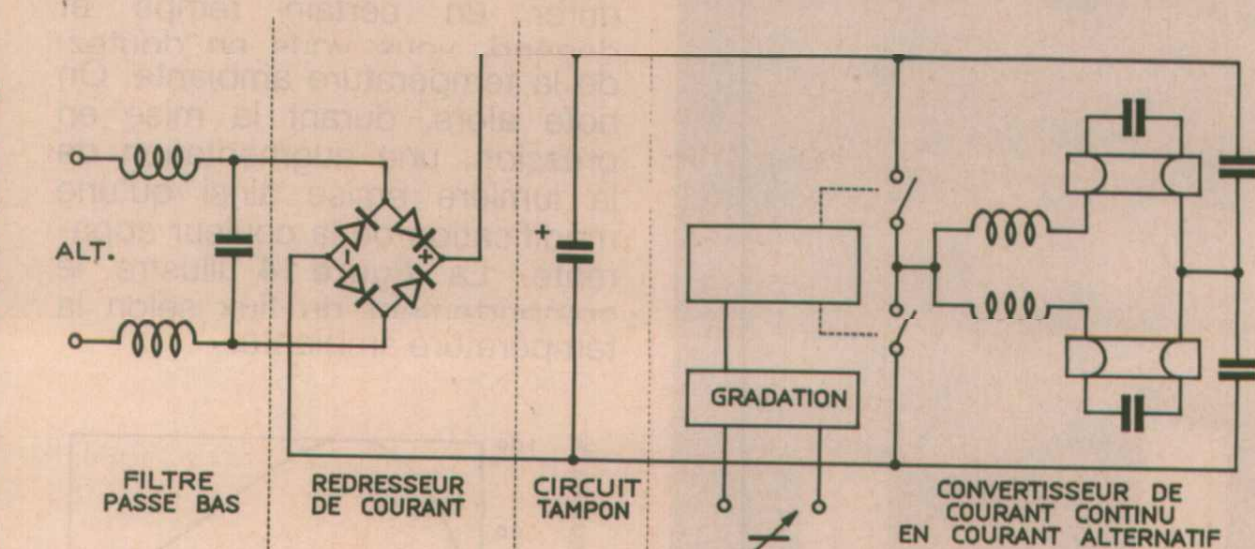 ALT.
+
-
+
GRADATION
FILTRE
PASSE BAS
REDRESSEUR
DE COURANT
CIRCUIT
TAMPON
CONVERTISSEUR DE
COURANT CONTINU
EN COURANT ALTERNATIF